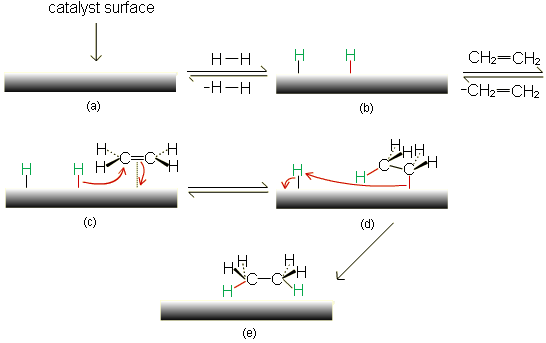 catalyst surface
H—H
-H—H
(a)
H H
(b)
CH2=CH2
-CH2=CH2
H H
H H C=C H H
(c)
H
H C C H H H
(d)
H H C—C H H
H H
(e)